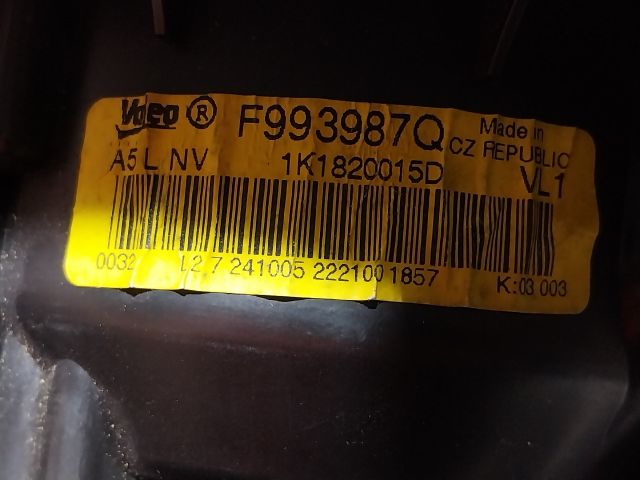 Valeo ® F993987Q Made in
CZ REPUBLIC
A5 L NV 1K1820015D VL1
0032 L2.7 241005 2221001857 K:03 003